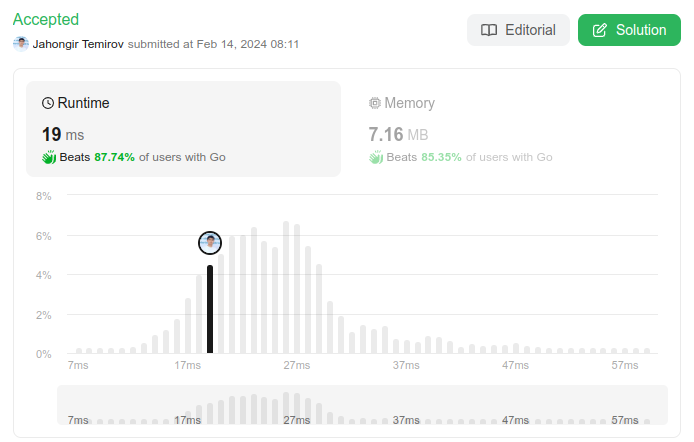 Accepted
Jahongir Temirov submitted at Feb 14, 2024 08:11
Editorial
Solution
Runtime
19 ms
Beats 87.74% of users with Go
Memory
7.16 MB
Beats 85.35% of users with Go
8%
6%
4%
2%
0%
7ms 17ms 27ms 37ms 47ms 57ms
7ms 17ms 27ms 37ms 47ms 57ms